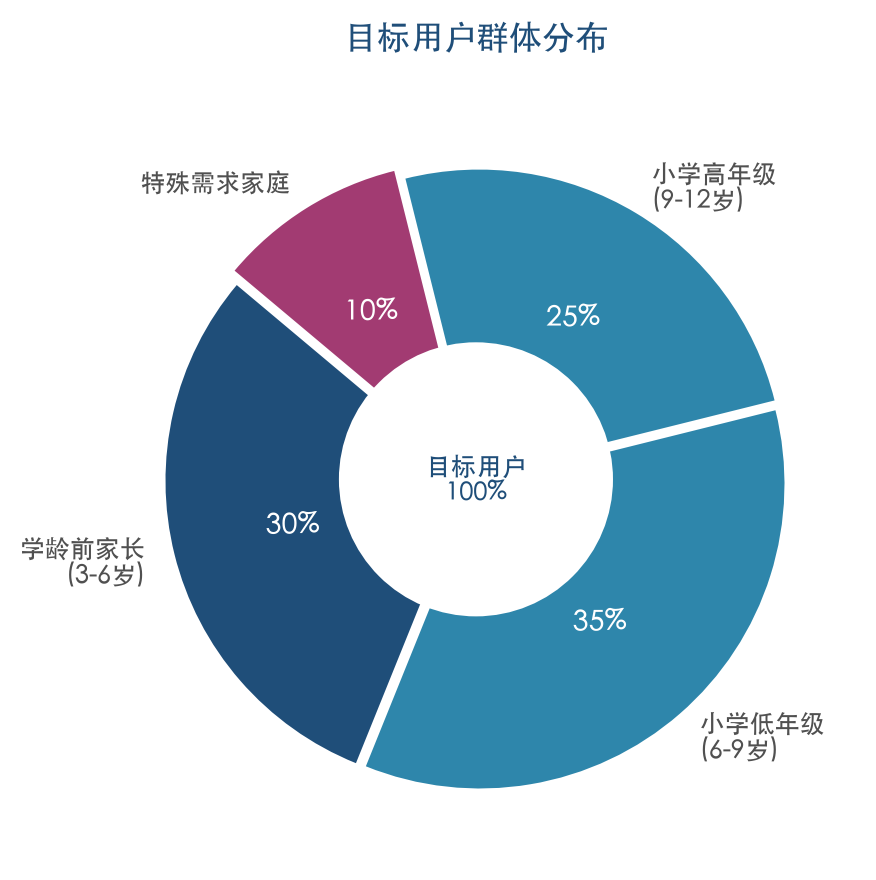 目标用户群体分布
特殊需求家庭
10%
小学高年级
(9-12岁)
25%
目标用户
100%
学龄前家长
(3-6岁)
30%
35%
小学低年级
(6-9岁)